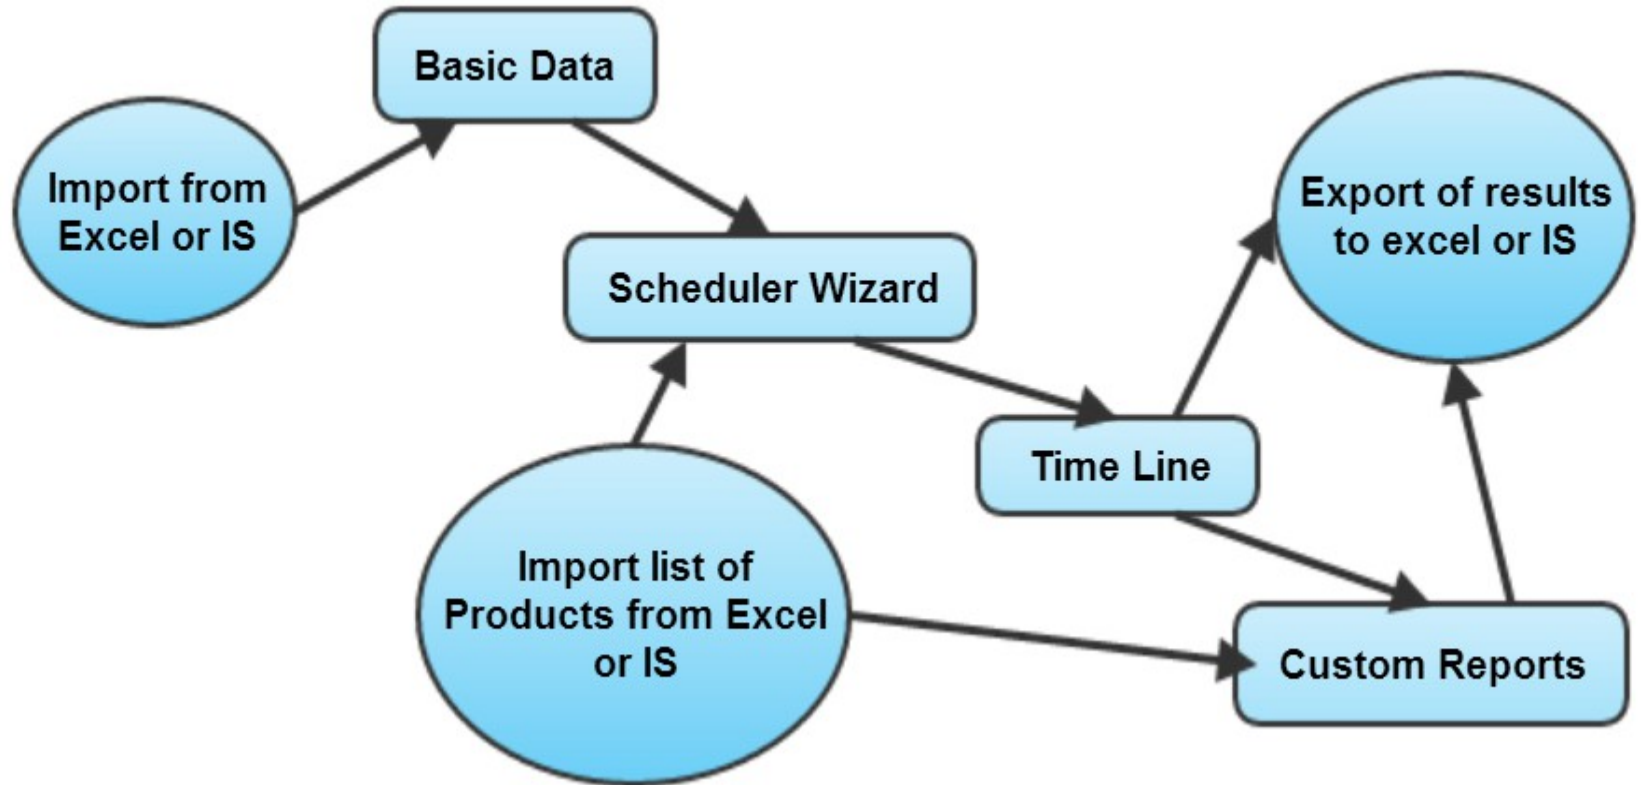 Basic Data
Import from
Excel or IS
Export of results
to excel or IS
Scheduler Wizard
Time Line
Import list of
Products from Excel
or IS
Custom Reports